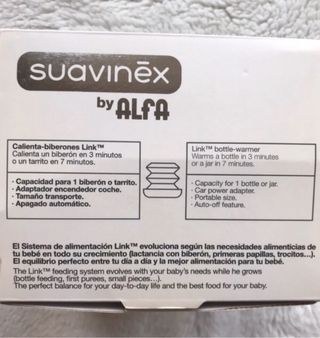 suavinēx
by ALFA
Calienta-biberones Link™
Calienta un biberón en 3 minutos
o un tarrito en 7 minutos.
· Capacidad para 1 biberón o tarrito.
· Adaptador encendedor coche.
· Tamaño transporte.
· Apagado automático.
Link™ bottle-warmer
Warms a bottle in 3 minutes
or a jar in 7 minutes.
· Capacity for 1 bottle or jar.
· Car power adapter.
· Portable size.
· Auto-off feature.
El Sistema de alimentación Link™ evoluciona según las necesidades alimenticias de
tu bebé en todo su crecimiento (lactancia con biberón, primeras papillas, trocitos...).
El equilibrio perfecto entre tu día a día y la mejor alimentación para tu bebé.
The Link™ feeding system evolves with your baby's needs while he grows
(bottle feeding, first purees, small pieces...).
The perfect balance for your day-to-day life and the best food for your baby.